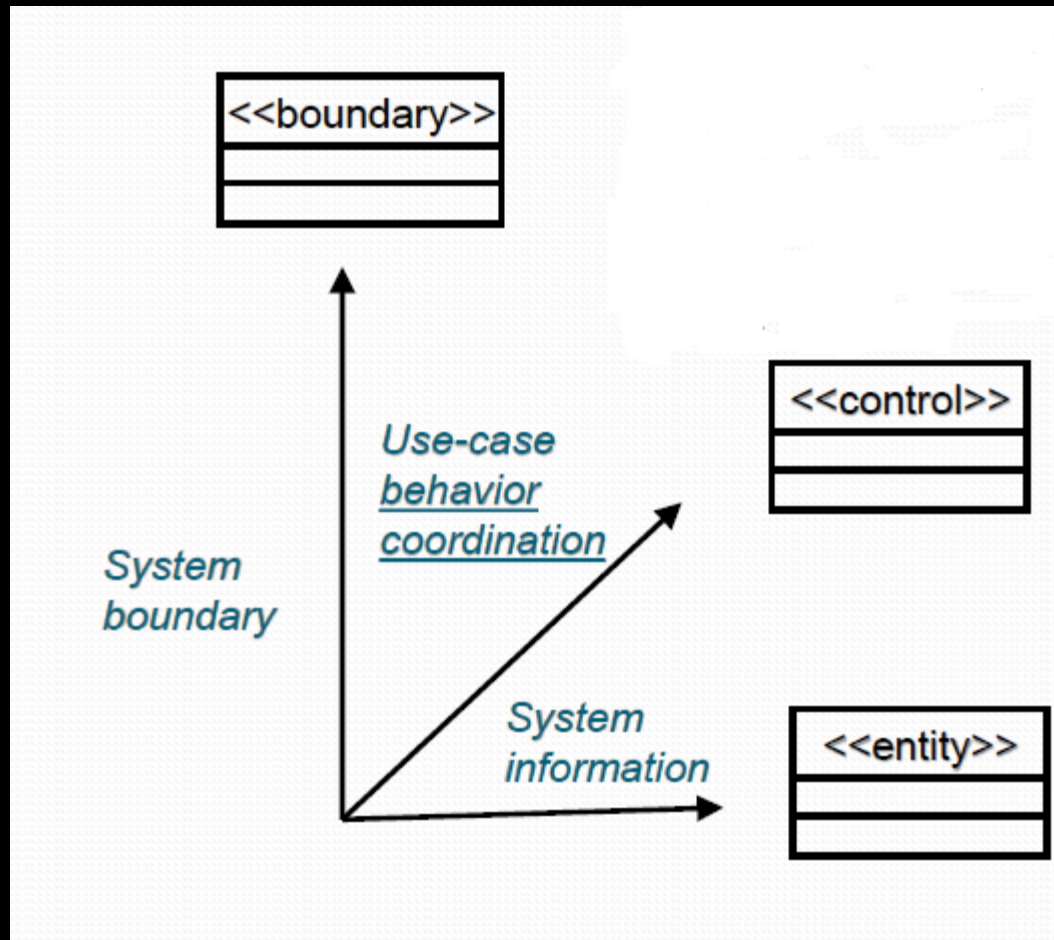 <<boundary>>
<<control>>
Use-case
behavior
coordination
System
boundary
System
information
<<entity>>